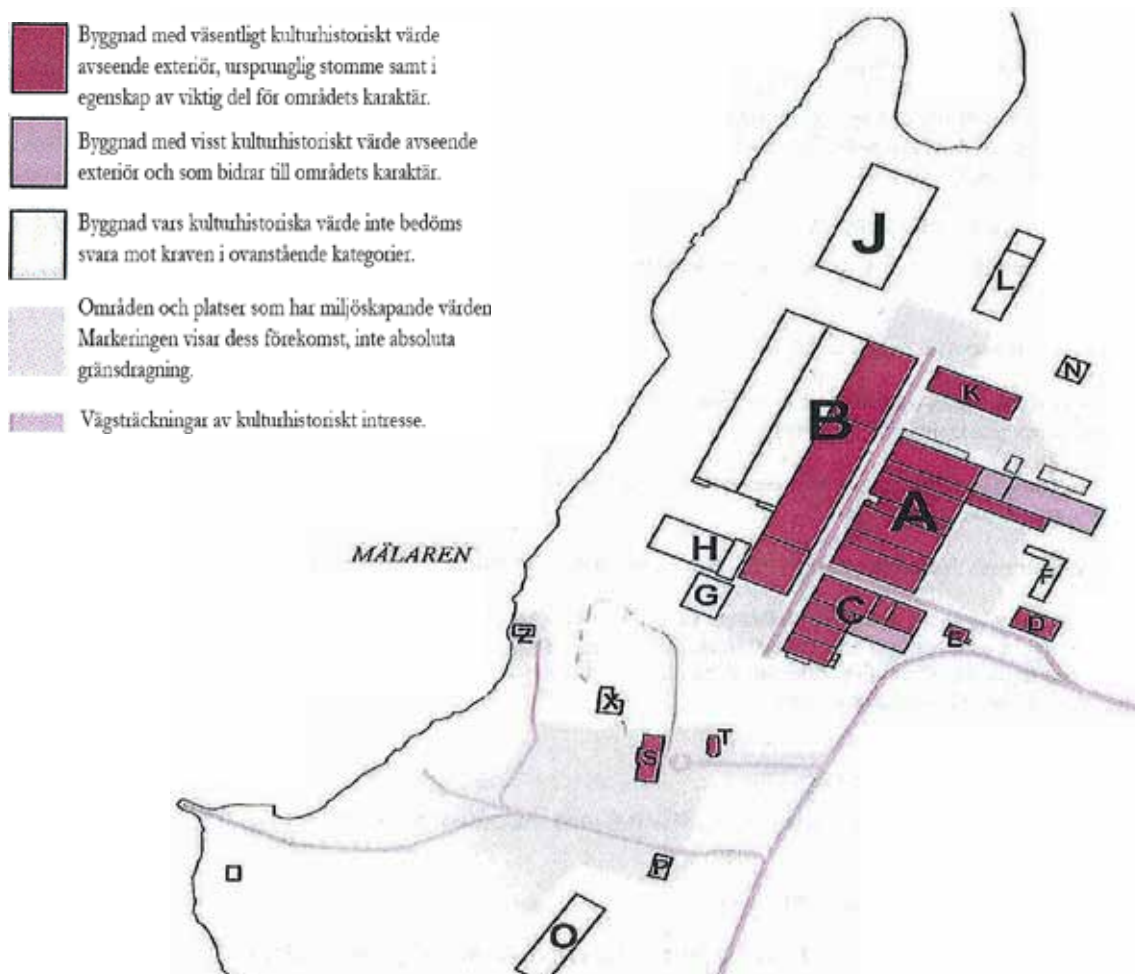 Byggnad med väsentligt kulturhistoriskt värde
avseende exteriör, ursprunglig stomme samt i
egenskap av viktig del för områdets karaktär.
Byggnad med visst kulturhistoriskt värde avseende
exteriör och som bidrar till områdets karaktär.
Byggnad vars kulturhistoriska värde inte bedöms
svara mot kraven i ovanstående kategorier.
Områden och platser som har miljöskapande värden
Markeringen visar dess förekomst, inte absoluta
gränsdragning.
Vägsträckningar av kulturhistoriskt intresse.
J
L
N
K
B
A
MÄLAREN
H
F
G
C
D
E
Z
X
T
S
P
O